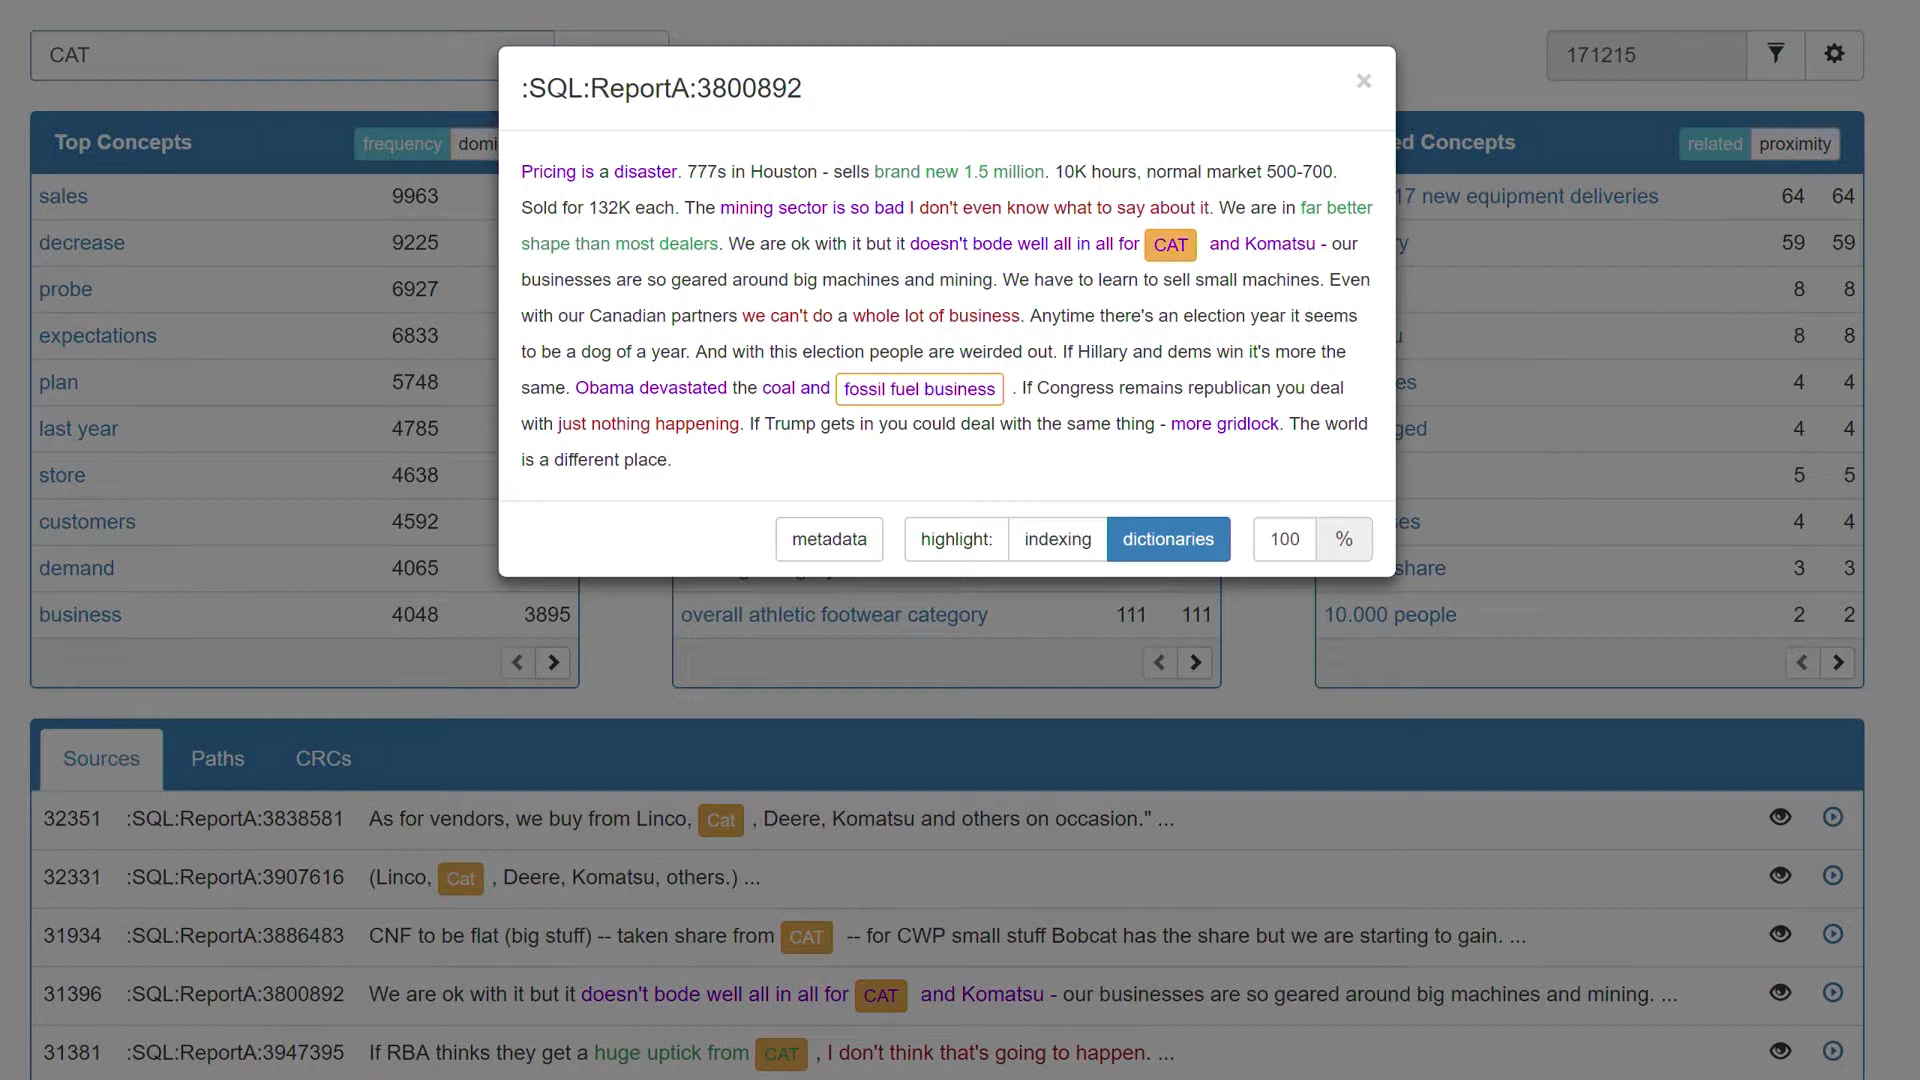 CAT
171215
:SQL:ReportA:3800892
×
Top Concepts
frequency
domi
ed Concepts
related
proximity
Pricing is a disaster. 777s in Houston - sells brand new 1.5 million. 10K hours, normal market 500-700.
Sold for 132K each. The mining sector is so bad I don't even know what to say about it. We are in far better
shape than most dealers. We are ok with it but it doesn't bode well all in all for CAT and Komatsu - our
businesses are so geared around big machines and mining. We have to learn to sell small machines. Even
with our Canadian partners we can't do a whole lot of business. Anytime there's an election year it seems
to be a dog of a year. And with this election people are weirded out. If Hillary and dems win it's more the
same. Obama devastated the coal and fossil fuel business . If Congress remains republican you deal
with just nothing happening. If Trump gets in you could deal with the same thing - more gridlock. The world
is a different place.
metadata
highlight:
indexing
dictionaries
100
%
sales 9963
decrease 9225
probe 6927
expectations 6833
plan 5748
last year 4785
store 4638
customers 4592
demand 4065
business 4048 3895
overall athletic footwear category 111 111
17 new equipment deliveries 64 64
y 59 59
8 8
u 8 8
es 4 4
ged 4 4
5 5
ses 4 4
share 3 3
10.000 people 2 2
Sources
Paths
CRCs
32351 :SQL:ReportA:3838581 As for vendors, we buy from Linco, Cat , Deere, Komatsu and others on occasion." ...
32331 :SQL:ReportA:3907616 (Linco, Cat , Deere, Komatsu, others.) ...
31934 :SQL:ReportA:3886483 CNF to be flat (big stuff) -- taken share from CAT -- for CWP small stuff Bobcat has the share but we are starting to gain. ...
31396 :SQL:ReportA:3800892 We are ok with it but it doesn't bode well all in all for CAT and Komatsu - our businesses are so geared around big machines and mining. ...
31381 :SQL:ReportA:3947395 If RBA thinks they get a huge uptick from CAT , I don't think that's going to happen. ...